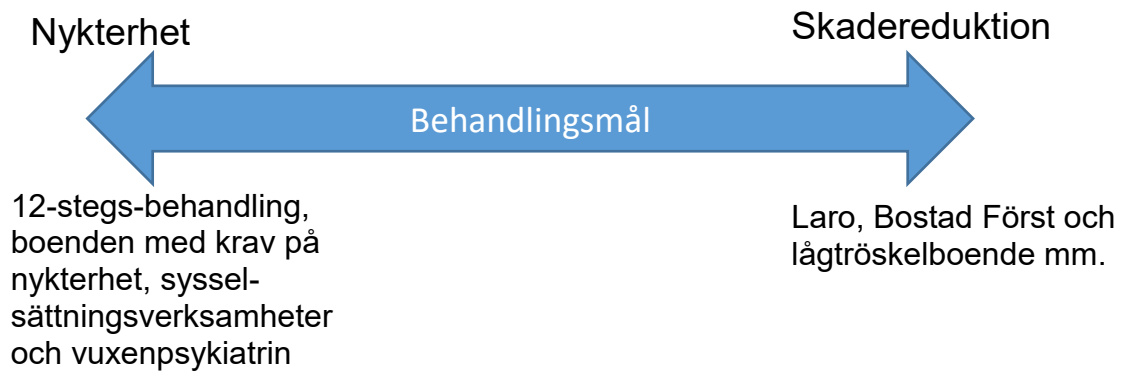 Nykterhet
Skadereduktion
Behandlingsmål
12-stegs-behandling,
boenden med krav på
nykterhet, syssel-
sättningsverksamheter
och vuxenpsykiatrin
Laro, Bostad Först och
lågtröskelboende mm.